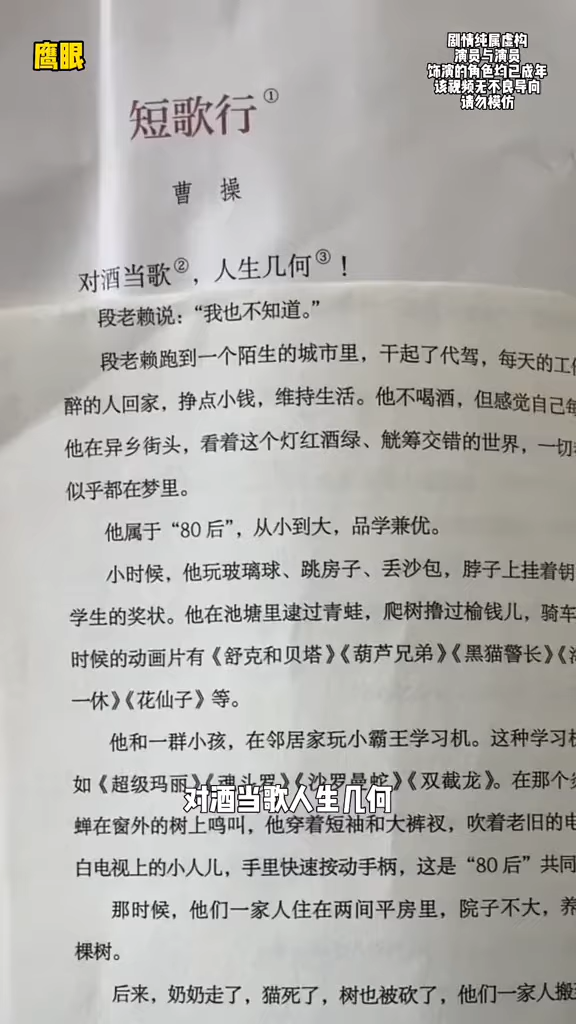 鹰眼
剧情纯属虚构
演员与演员
饰演的角色均已成年
该视频无不良导向
请勿模仿
短歌行①
曹 操
对酒当歌②，人生几何③！
段老赖说：“我也不知道。”
段老赖跑到一个陌生的城市里，干起了代驾，每天的工
醉的人回家，挣点小钱，维持生活。他不喝酒，但感觉自己每
他在异乡街头，看着这个灯红酒绿、觥筹交错的世界，一切
似乎都在梦里。
他属于“80后”，从小到大，品学兼优。
小时候，他玩玻璃球、跳房子、丢沙包，脖子上挂着钥
学生的奖状。他在池塘里逮过青蛙，爬树撸过榆钱儿，骑车
时候的动画片有《舒克和贝塔》《葫芦兄弟》《黑猫警长》
一休》《花仙子》等。
他和一群小孩，在邻居家玩小霸王学习机。这种学习机
如《超级玛丽》《魂斗罗》《沙罗曼蛇》《双截龙》。在那个
对酒当歌人生几何
蝉在窗外的树上鸣叫，他穿着短袖和大裤衩，吹着老旧的电
白电视上的小人儿，手里快速按动手柄，这是“80后”共同
那时候，他们一家人住在两间平房里，院子不大，养
棵树。
后来，奶奶走了，猫死了，树也被砍了，他们一家人搬